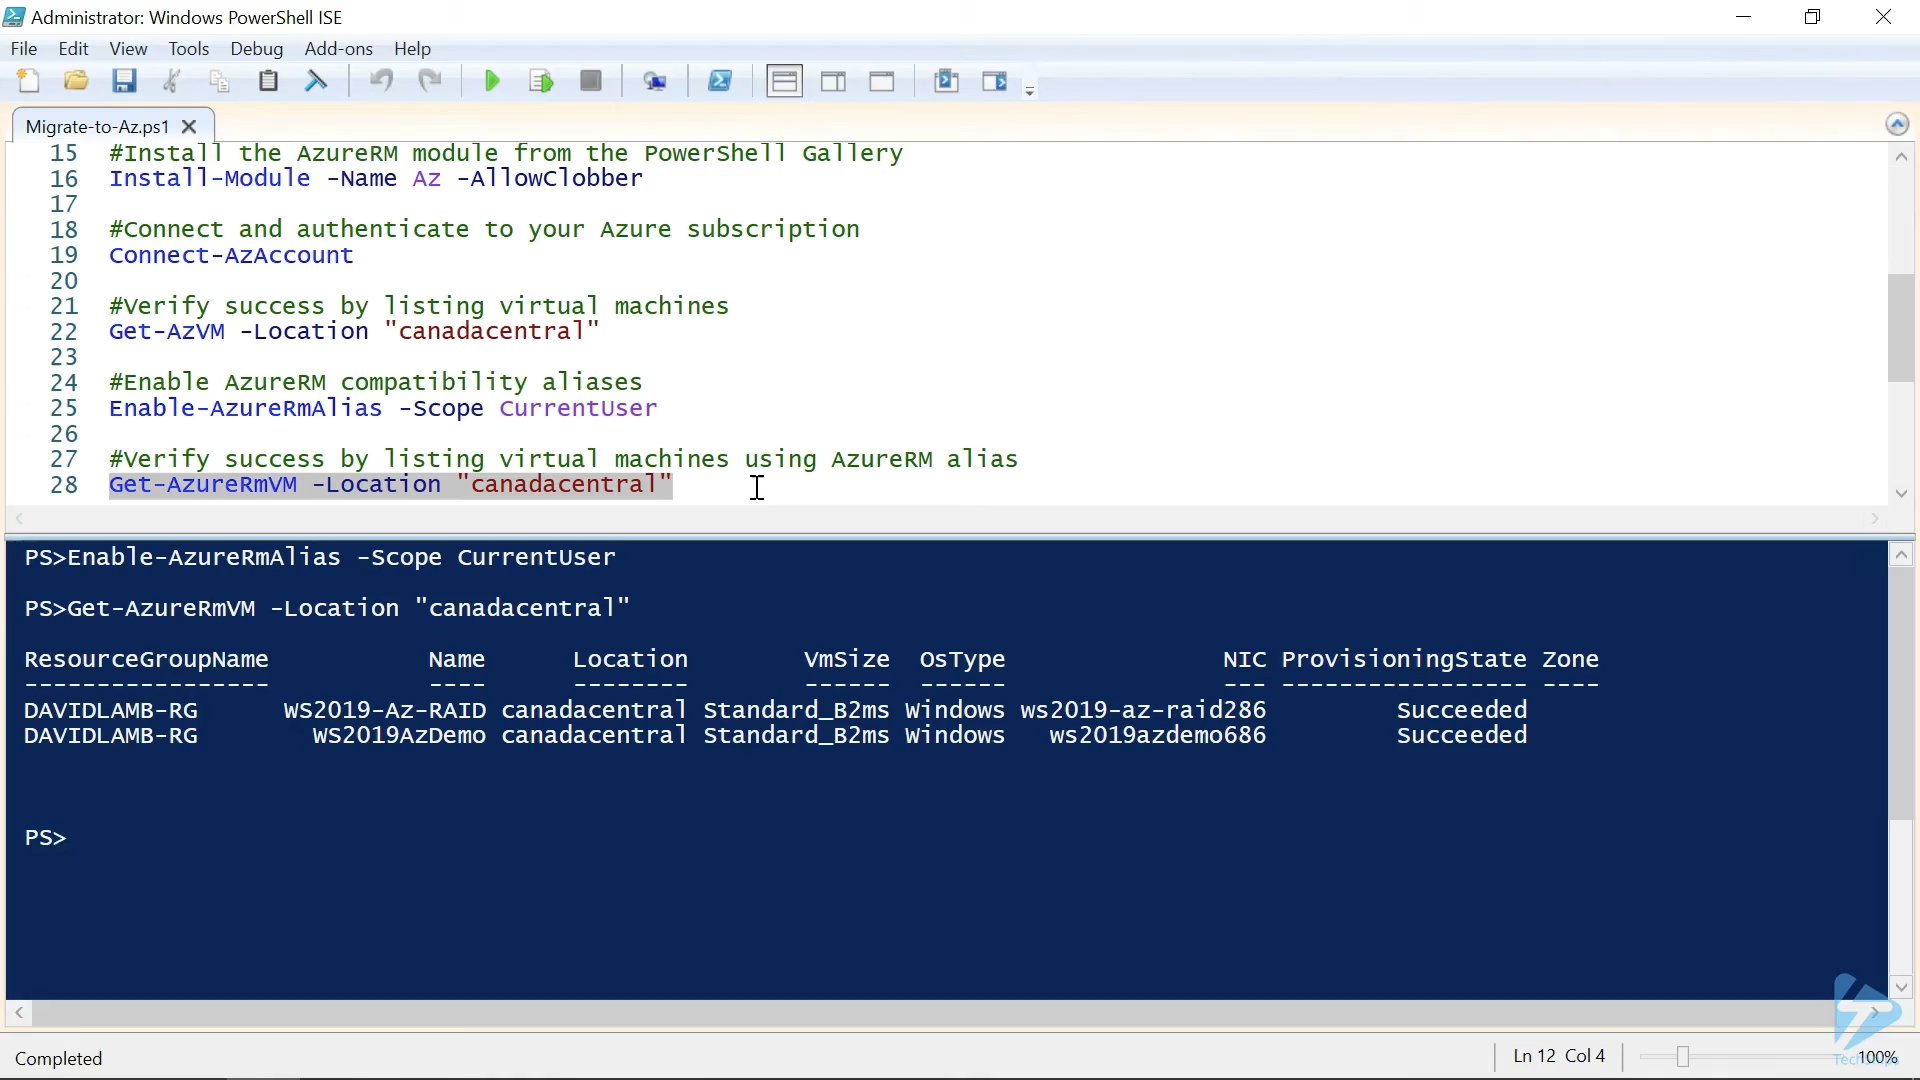 Administrator: Windows PowerShell ISE
File Edit View Tools Debug Add-ons Help
Migrate-to-Az.ps1
15 #Install the AzureRM module from the PowerShell Gallery
16 Install-Module -Name Az -AllowClobber
17
18 #Connect and authenticate to your Azure subscription
19 Connect-AzAccount
20
21 #Verify success by listing virtual machines
22 Get-AzVM -Location "canadacentral"
23
24 #Enable AzureRM compatibility aliases
25 Enable-AzureRmAlias -Scope CurrentUser
26
27 #Verify success by listing virtual machines using AzureRM alias
28 Get-AzureRmVM -Location "canadacentral"
PS>Enable-AzureRmAlias -Scope CurrentUser
PS>Get-AzureRmVM -Location "canadacentral"
ResourceGroupName Name Location VmSize OsType NIC ProvisioningState Zone
----------------- ---- -------- ------ ------ --- ----------------- ----
DAVIDLAMB-RG WS2019-Az-RAID canadacentral Standard_B2ms Windows ws2019-az-raid286 Succeeded
DAVIDLAMB-RG WS2019AzDemo canadacentral Standard_B2ms Windows ws2019azdemo686 Succeeded
PS>
Completed
Ln 12 Col 4
100%